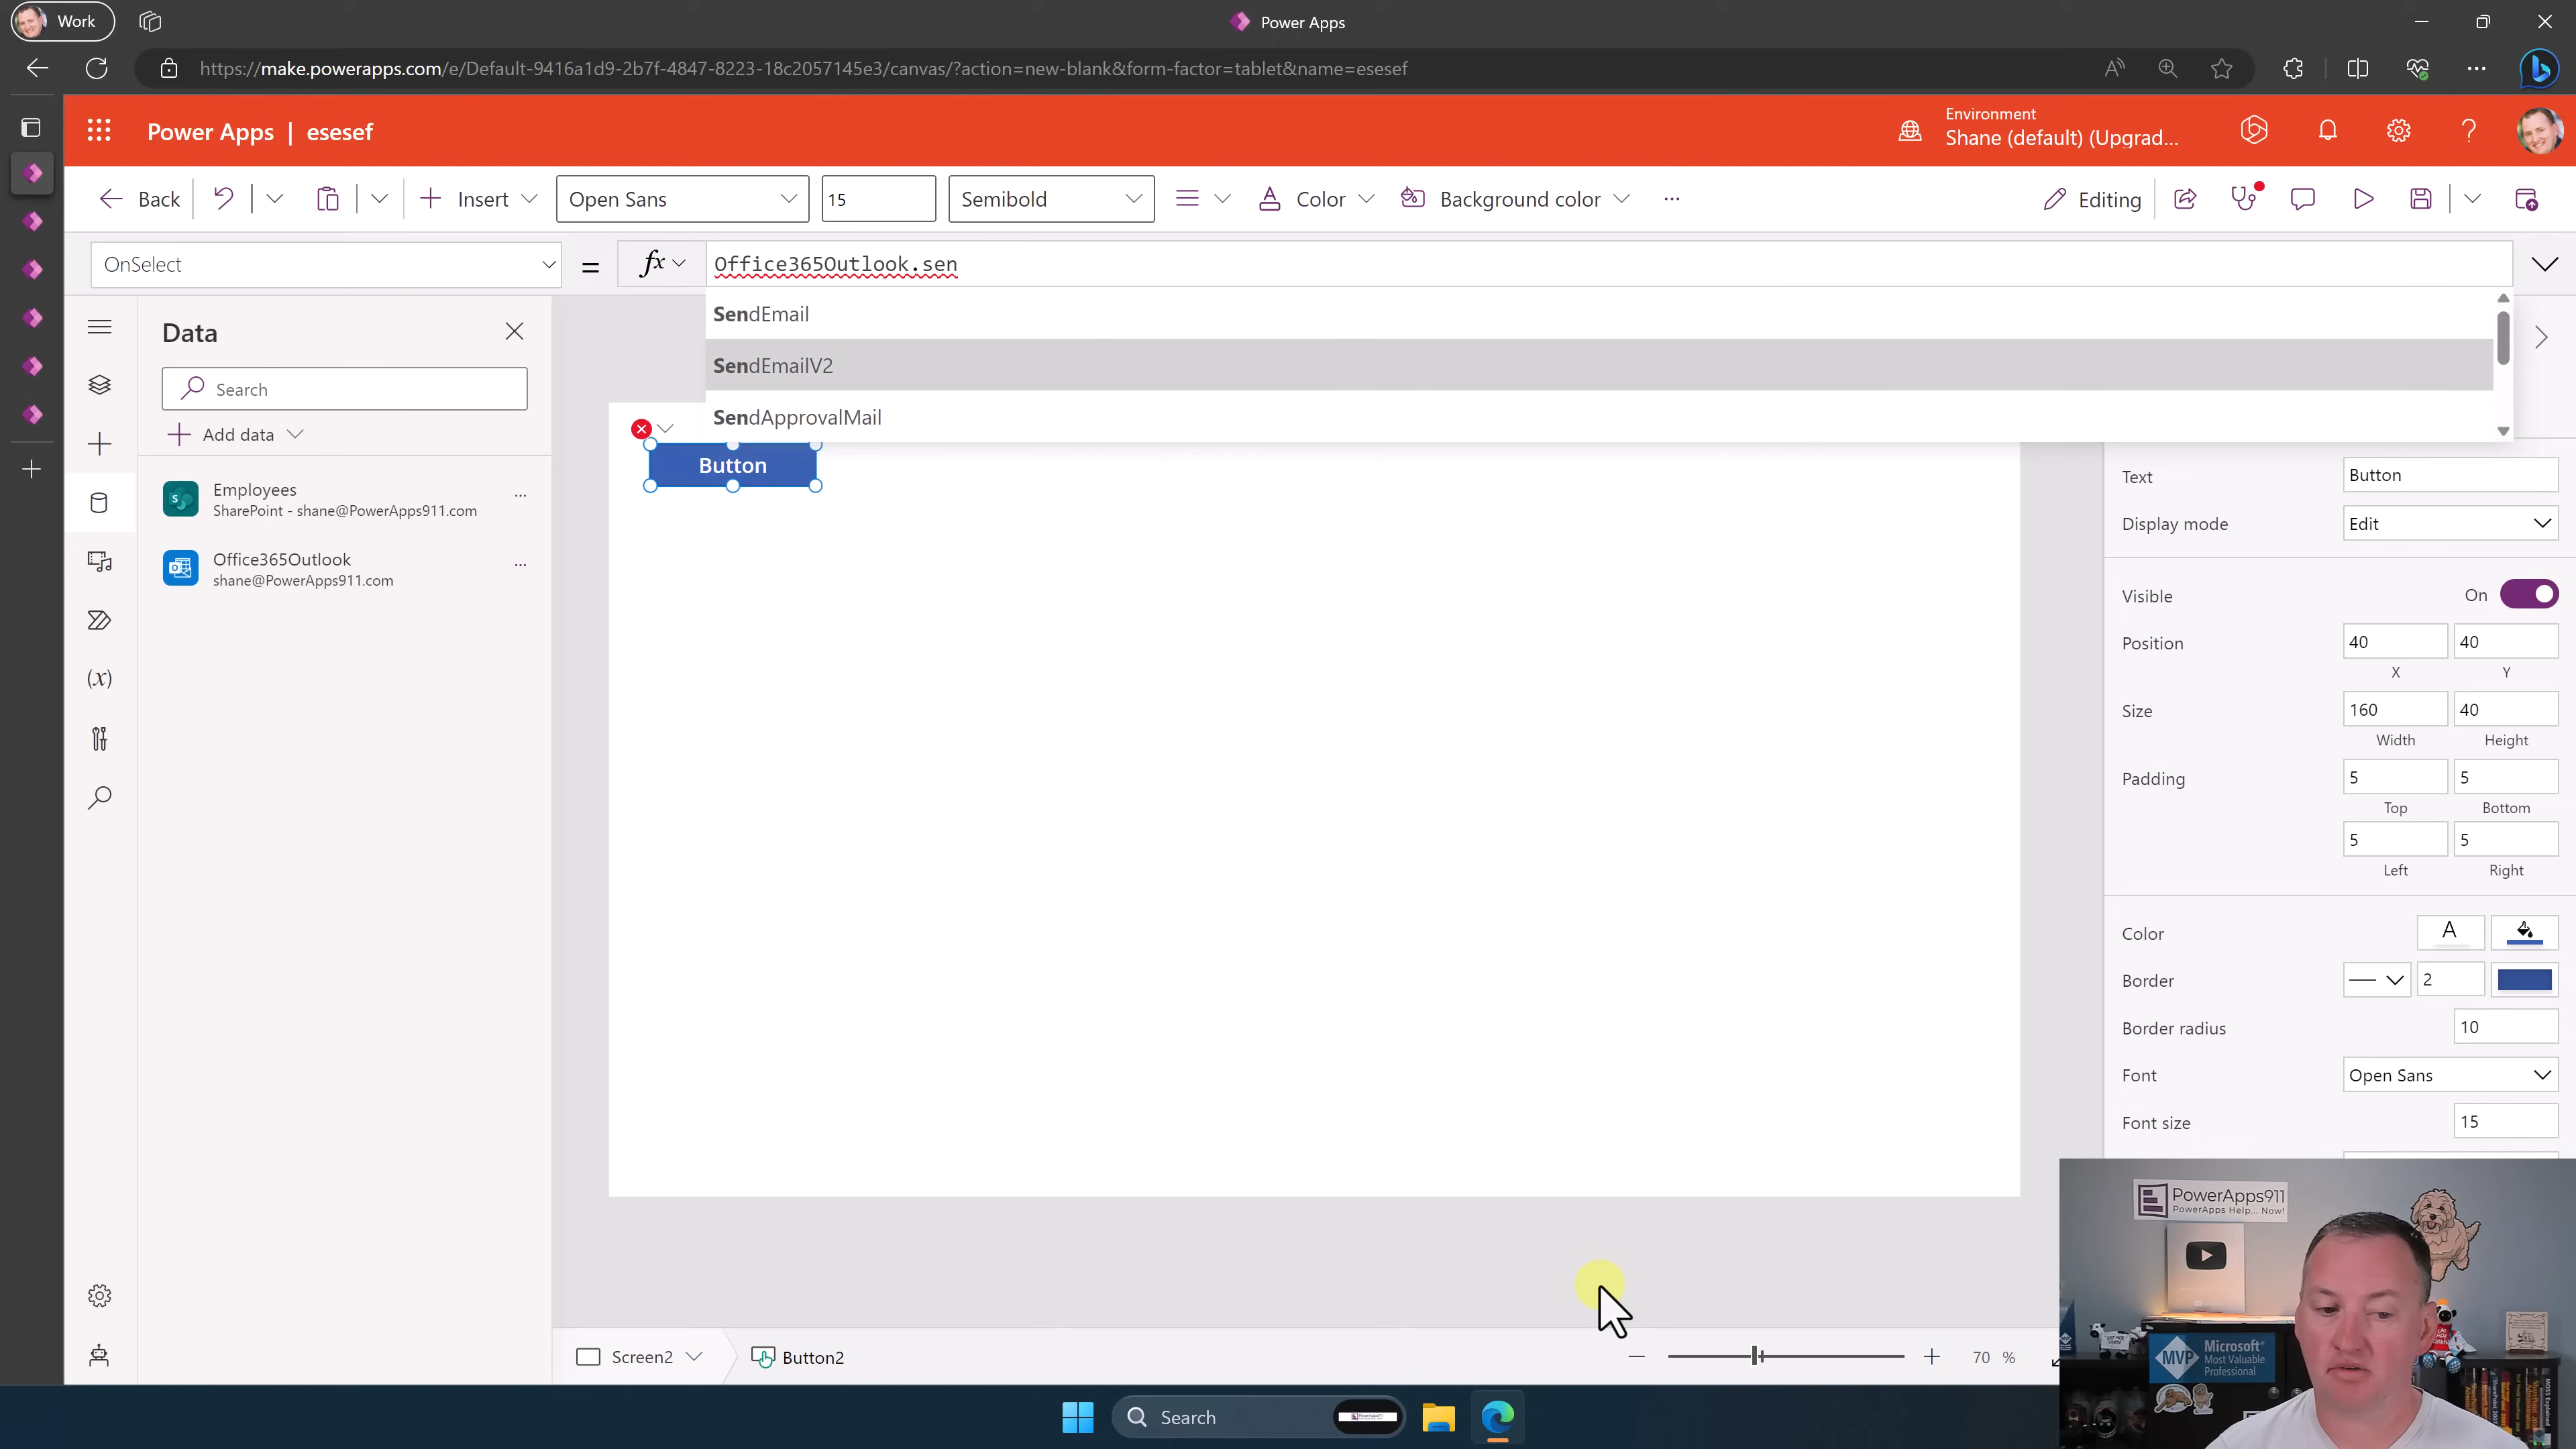 Work
Power Apps
https://make.powerapps.com/e/Default-9416a1d9-2b7f-4847-8223-18c2057145e3/canvas/?action=new-blank&form-factor=tablet&name=esesef
Power Apps | esesef
Environment
Shane (default) (Upgrad...
Back
Insert
Open Sans
15
Semibold
Color
Background color
Editing
OnSelect
=
fx
Office365Outlook.sen
SendEmail
SendEmailV2
SendApprovalMail
Data
Search
Add data
Employees
SharePoint - shane@PowerApps911.com
Office365Outlook
shane@PowerApps911.com
Button
Text
Button
Display mode
Edit
Visible
On
Position
40
40
X
Y
Size
160
40
Width
Height
Padding
5
5
Top
Bottom
5
5
Left
Right
Color
A
Border
2
Border radius
10
Font
Open Sans
Font size
15
Screen2
Button2
70 %
Search
PowerApps911
PowerApps Help... Now!
MVP
Microsoft
Most Valuable
Professional